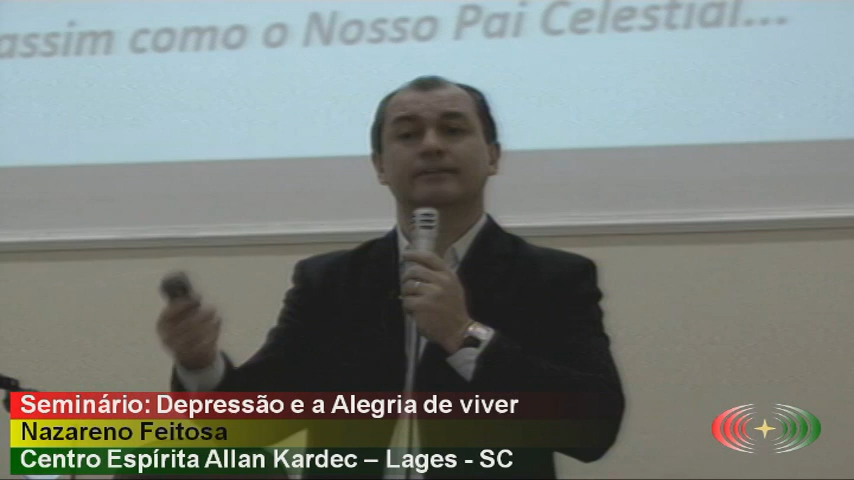 assim como o Nosso Pai Celestial...
Seminário: Depressão e a Alegria de viver
Nazareno Feitosa
Centro Espírita Allan Kardec – Lages - SC